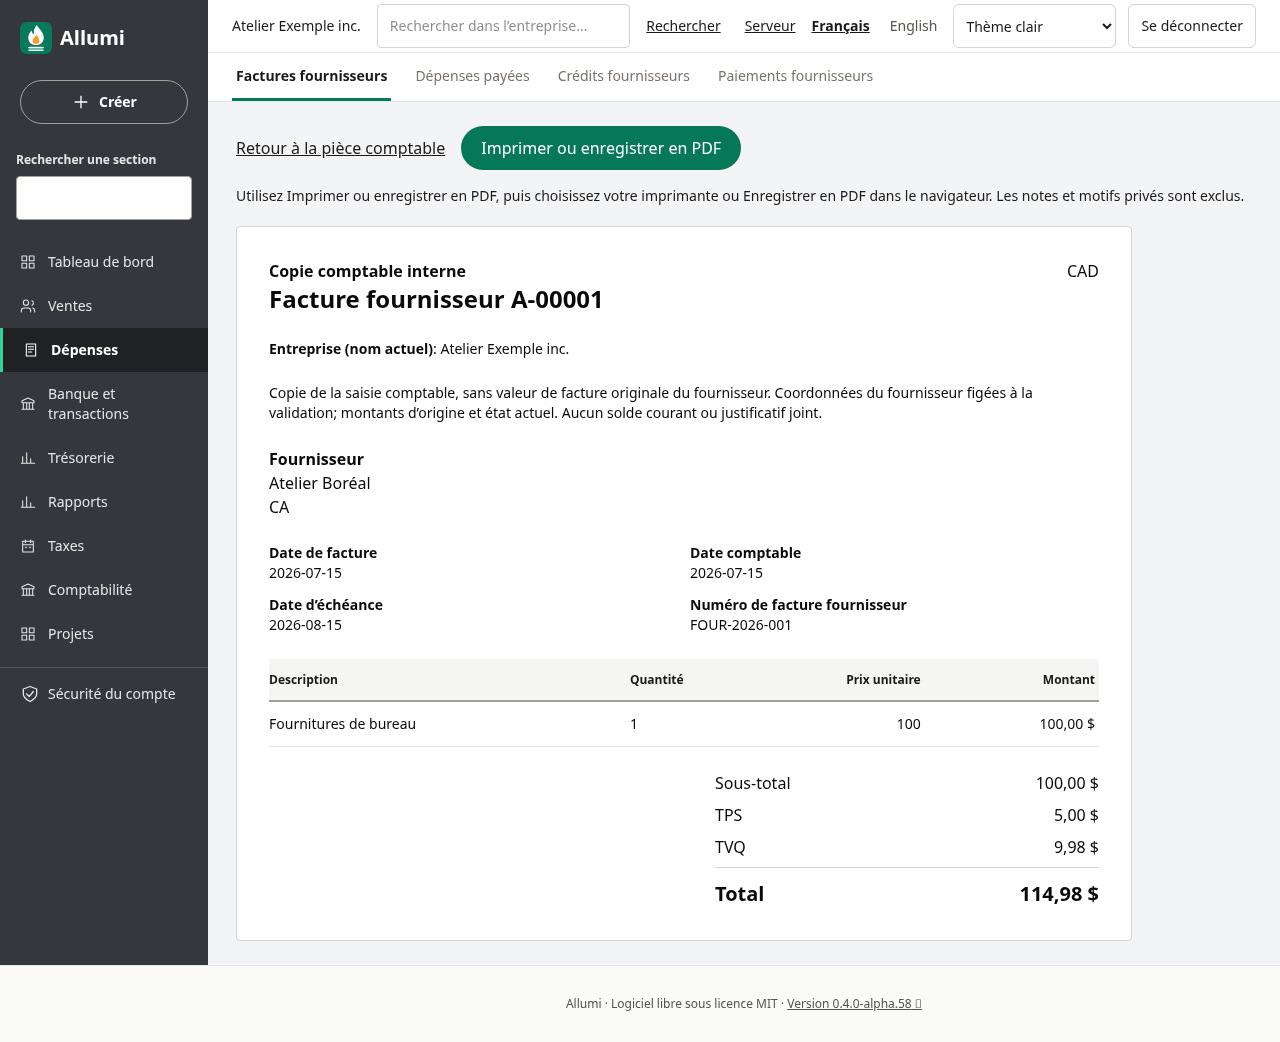 Allumi
Créer
Rechercher une section
Tableau de bord
Ventes
Dépenses
Banque et
transactions
Trésorerie
Rapports
Taxes
Comptabilité
Projets
Sécurité du compte
Atelier Exemple inc. Rechercher dans l’entreprise... Rechercher Serveur Français English Thème clair Se déconnecter
Factures fournisseurs Dépenses payées Crédits fournisseurs Paiements fournisseurs
Retour à la pièce comptable Imprimer ou enregistrer en PDF
Utilisez Imprimer ou enregistrer en PDF, puis choisissez votre imprimante ou Enregistrer en PDF dans le navigateur. Les notes et motifs privés sont exclus.
Copie comptable interne CAD
Facture fournisseur A-00001
Entreprise (nom actuel): Atelier Exemple inc.
Copie de la saisie comptable, sans valeur de facture originale du fournisseur. Coordonnées du fournisseur figées à la
validation; montants d’origine et état actuel. Aucun solde courant ou justificatif joint.
Fournisseur
Atelier Boréal
CA
Date de facture Date comptable
2026-07-15 2026-07-15
Date d’échéance Numéro de facture fournisseur
2026-08-15 FOUR-2026-001
Description Quantité Prix unitaire Montant
Fournitures de bureau 1 100 100,00 $
Sous-total 100,00 $
TPS 5,00 $
TVQ 9,98 $
Total 114,98 $
Allumi · Logiciel libre sous licence MIT · Version 0.4.0-alpha.58